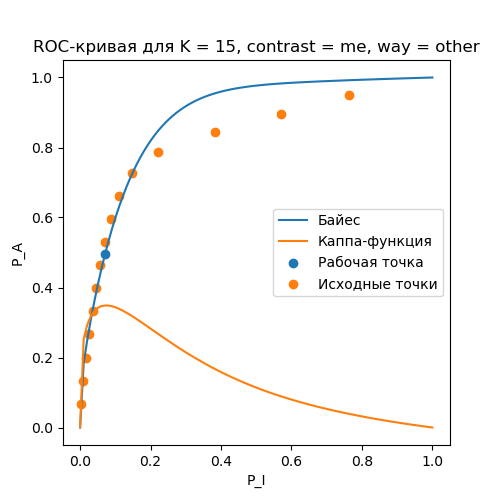 ROC-кривая для K = 15, contrast = me, way = other
1.0
0.8
0.6
0.4
0.2
0.0
P_A
Байес
Каппа-функция
Рабочая точка
Исходные точки
0.0 0.2 0.4 0.6 0.8 1.0
P_I